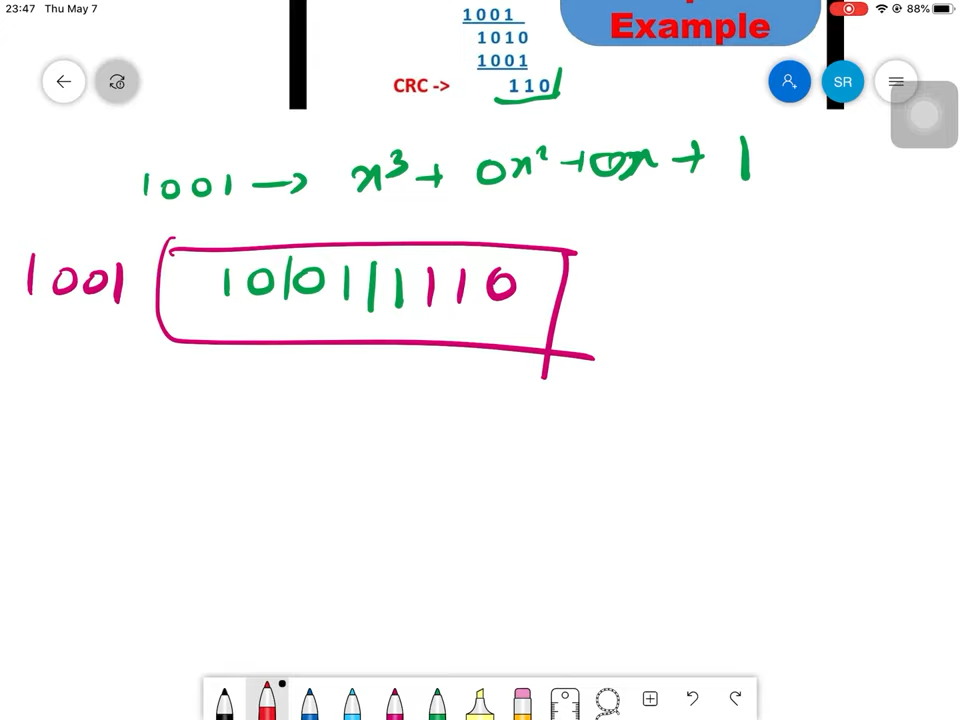 23:47 Thu May 7
88%
1001
1010
1001
CRC -> 110
Example
SR
1001 → x³ + 0x² + 0x + 1
1001 1010111110